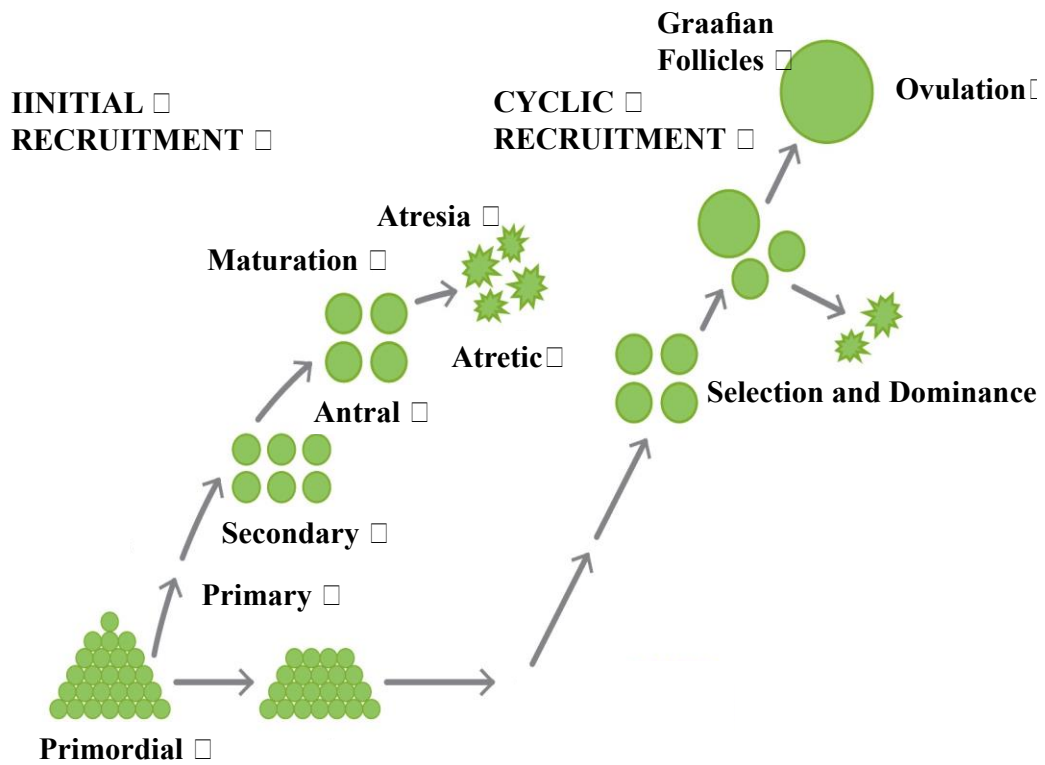 Graafian
Follicles □
Ovulation□
IINITIAL □
RECRUITMENT □
CYCLIC □
RECRUITMENT □
Atresia □
Maturation □
Atretic□
Selection and Dominance
Antral □
Secondary □
Primary □
Primordial □